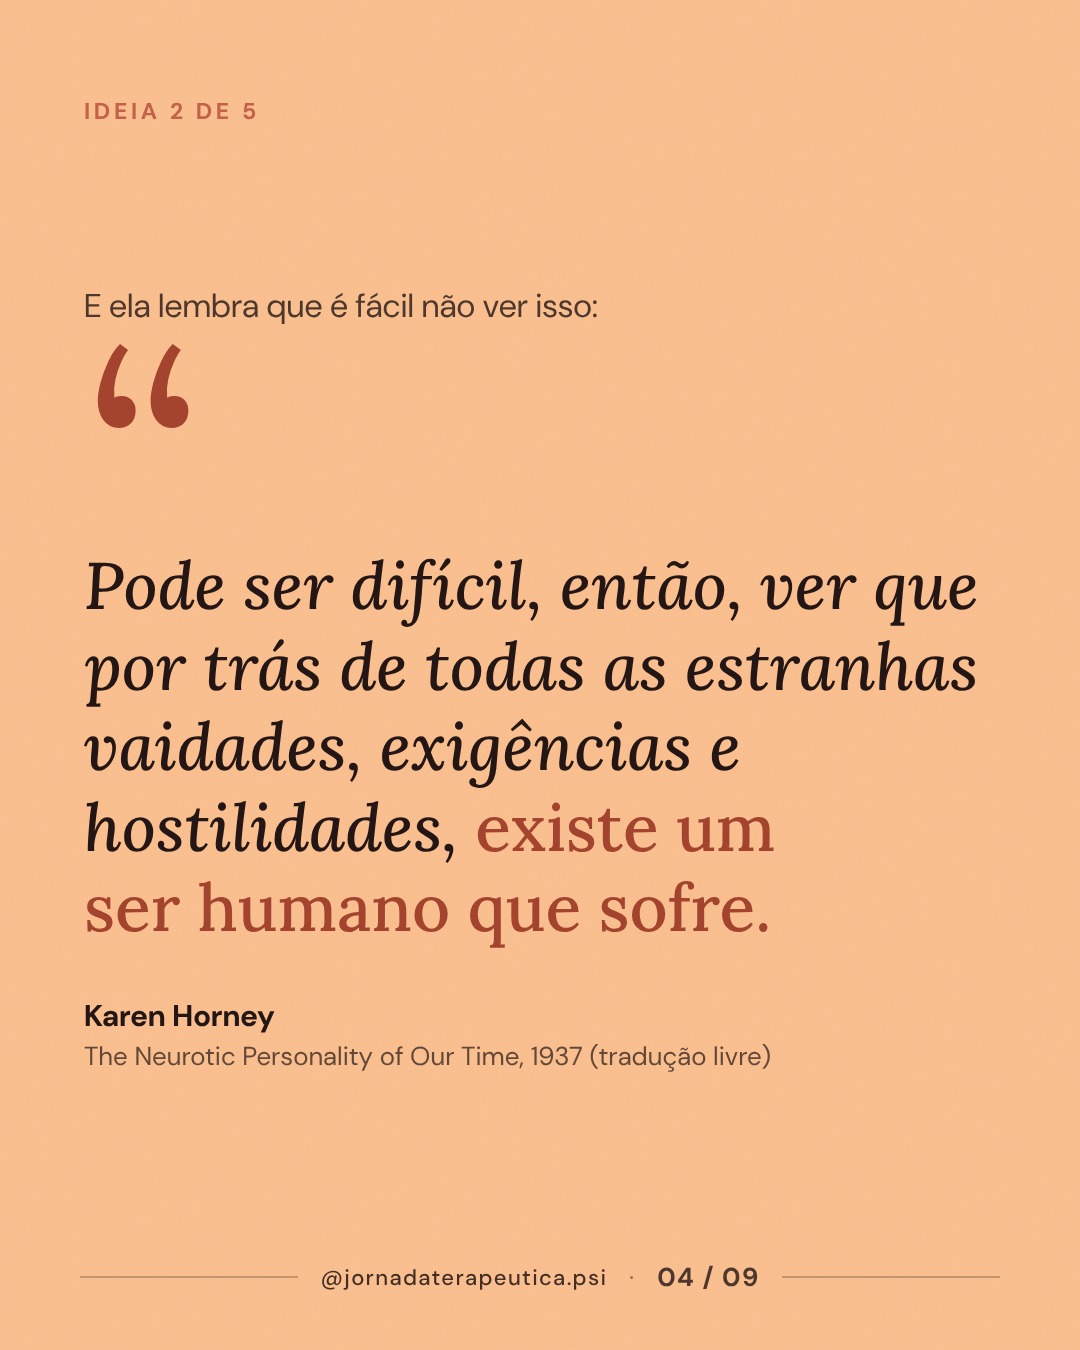 IDEIA 2 DE 5
E ela lembra que é fácil não ver isso:
“
Pode ser difícil, então, ver que
por trás de todas as estranhas
vaidades, exigências e
hostilidades, existe um
ser humano que sofre.
Karen Horney
The Neurotic Personality of Our Time, 1937 (tradução livre)
@jornadaterapeutica.psi · 04 / 09